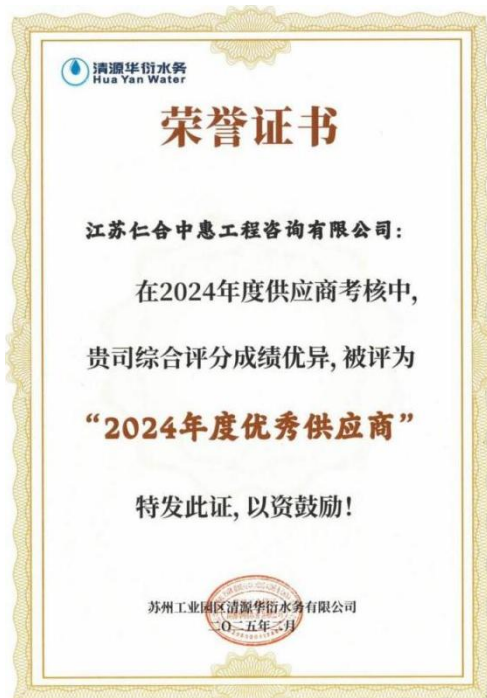 清源华衍水务
Hua Yan Water
荣誉证书
江苏仁合中惠工程咨询有限公司：
在2024年度供应商考核中，
贵司综合评分成绩优异，被评为
“2024年度优秀供应商”
特发此证，以资鼓励！
苏州工业园区清源华衍水务有限公司
二〇二五年二月